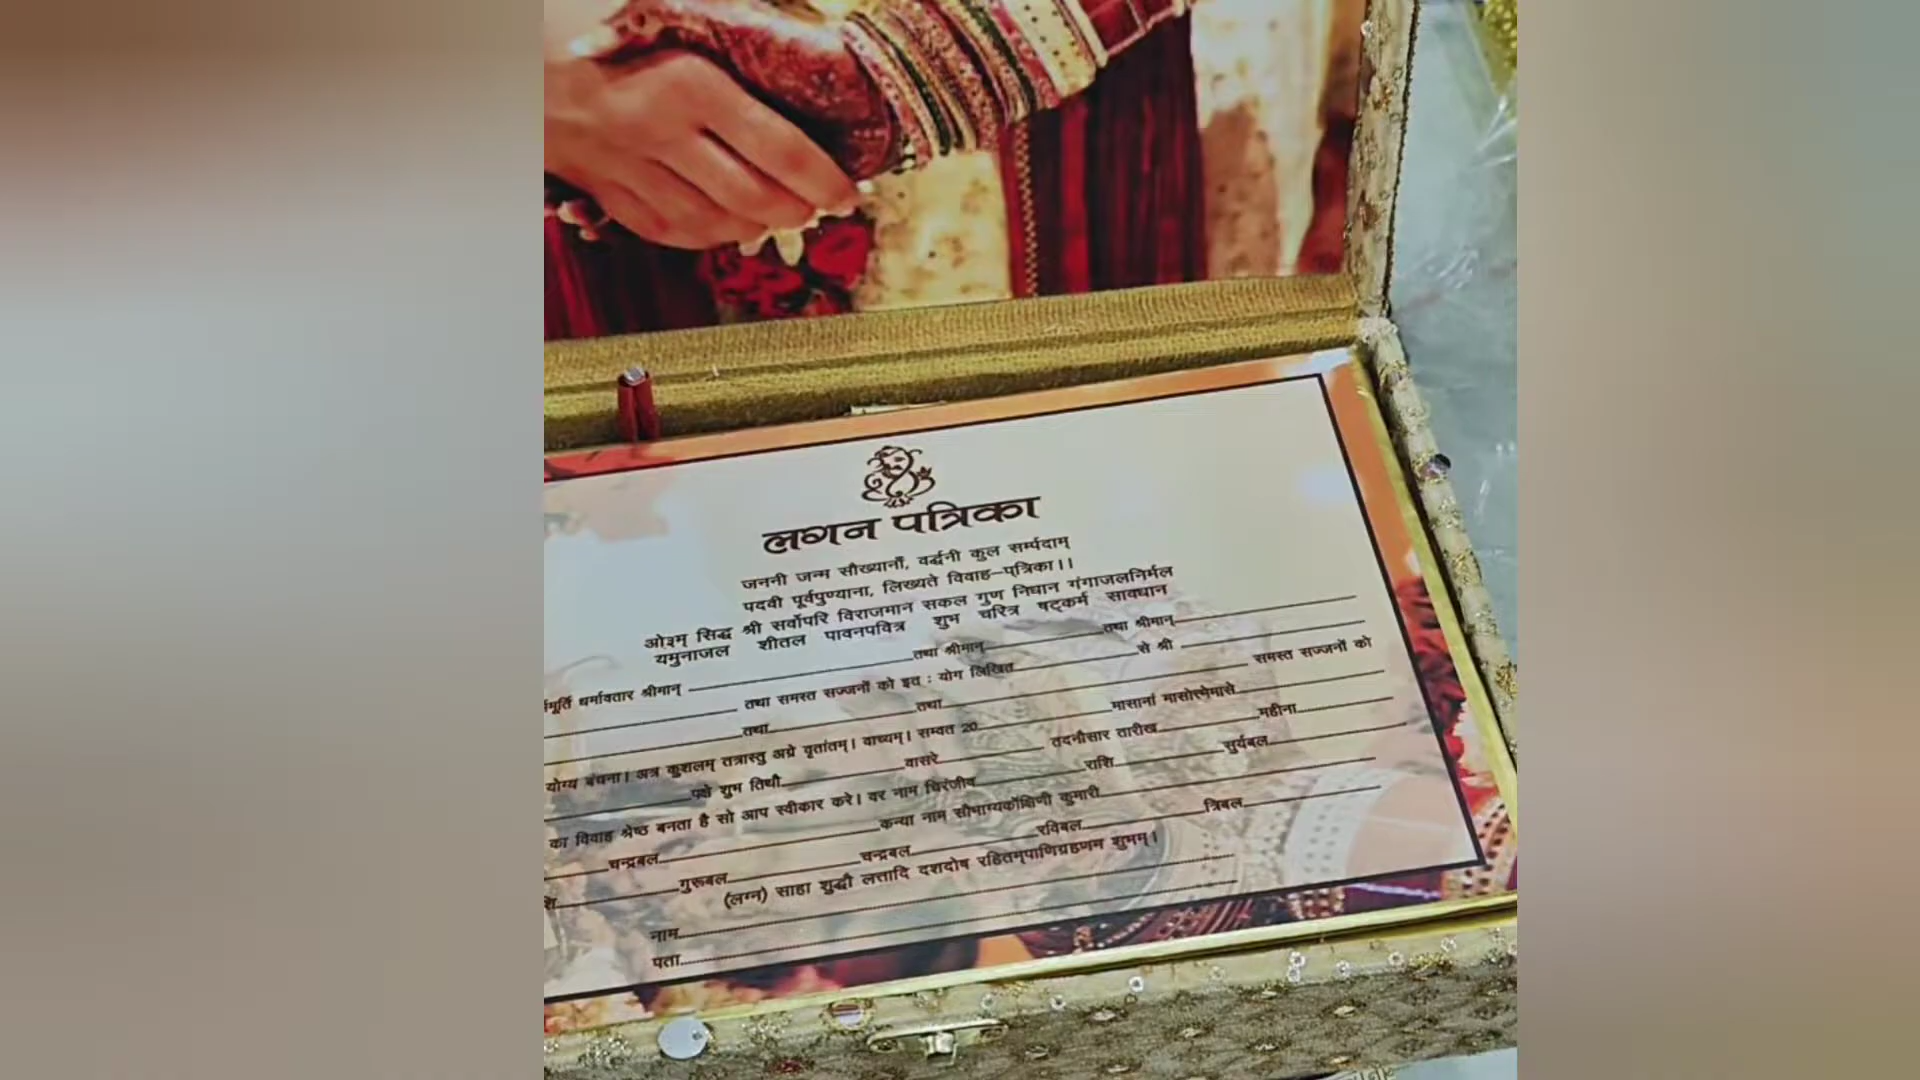 लगन पत्रिका
जननी जन्म सौख्यानाँ, वर्द्धनी कुल सर्म्पदाम्
पदवी पूर्वपुण्याना, लिख्यते विवाह–पत्रिका।।
ओ३म् सिद्ध श्री सर्वोपरि विराजमान सकल गुण निधान गंगाजलनिर्मल
यमुनाजल शीतल पावनपवित्र शुभ चरित्र षट्कर्म सावधान
धर्मावतार श्रीमान् तथा श्रीमान् तथा श्रीमान्
तथा समस्त सज्जनों को इत : योग लिखित से श्री
तथा तथा समस्त सज्जनों को
योग्य बंचना। अत्र कुशलम् तत्रास्तु अग्रे वृतांतम्। वाच्यम्। सम्वत 20 मासानां मासोत्मेमासे
पक्षे शुभ तिथौ वासरे तदनौसार तारीख महीना
का विवाह श्रेष्ठ बनता है सो आप स्वीकार करे। वर नाम चिरंजीव राशि सुर्यबल
चन्द्रबल कन्या नाम सौभाग्यकाँक्षिणी कुमारी
गुरूबल चन्द्रबल रविबल त्रिबल
(लग्न) साहा शुद्धौ लत्तादि दशदोष रहितम्पाणिग्रहणम शुभम्।
नाम
पता